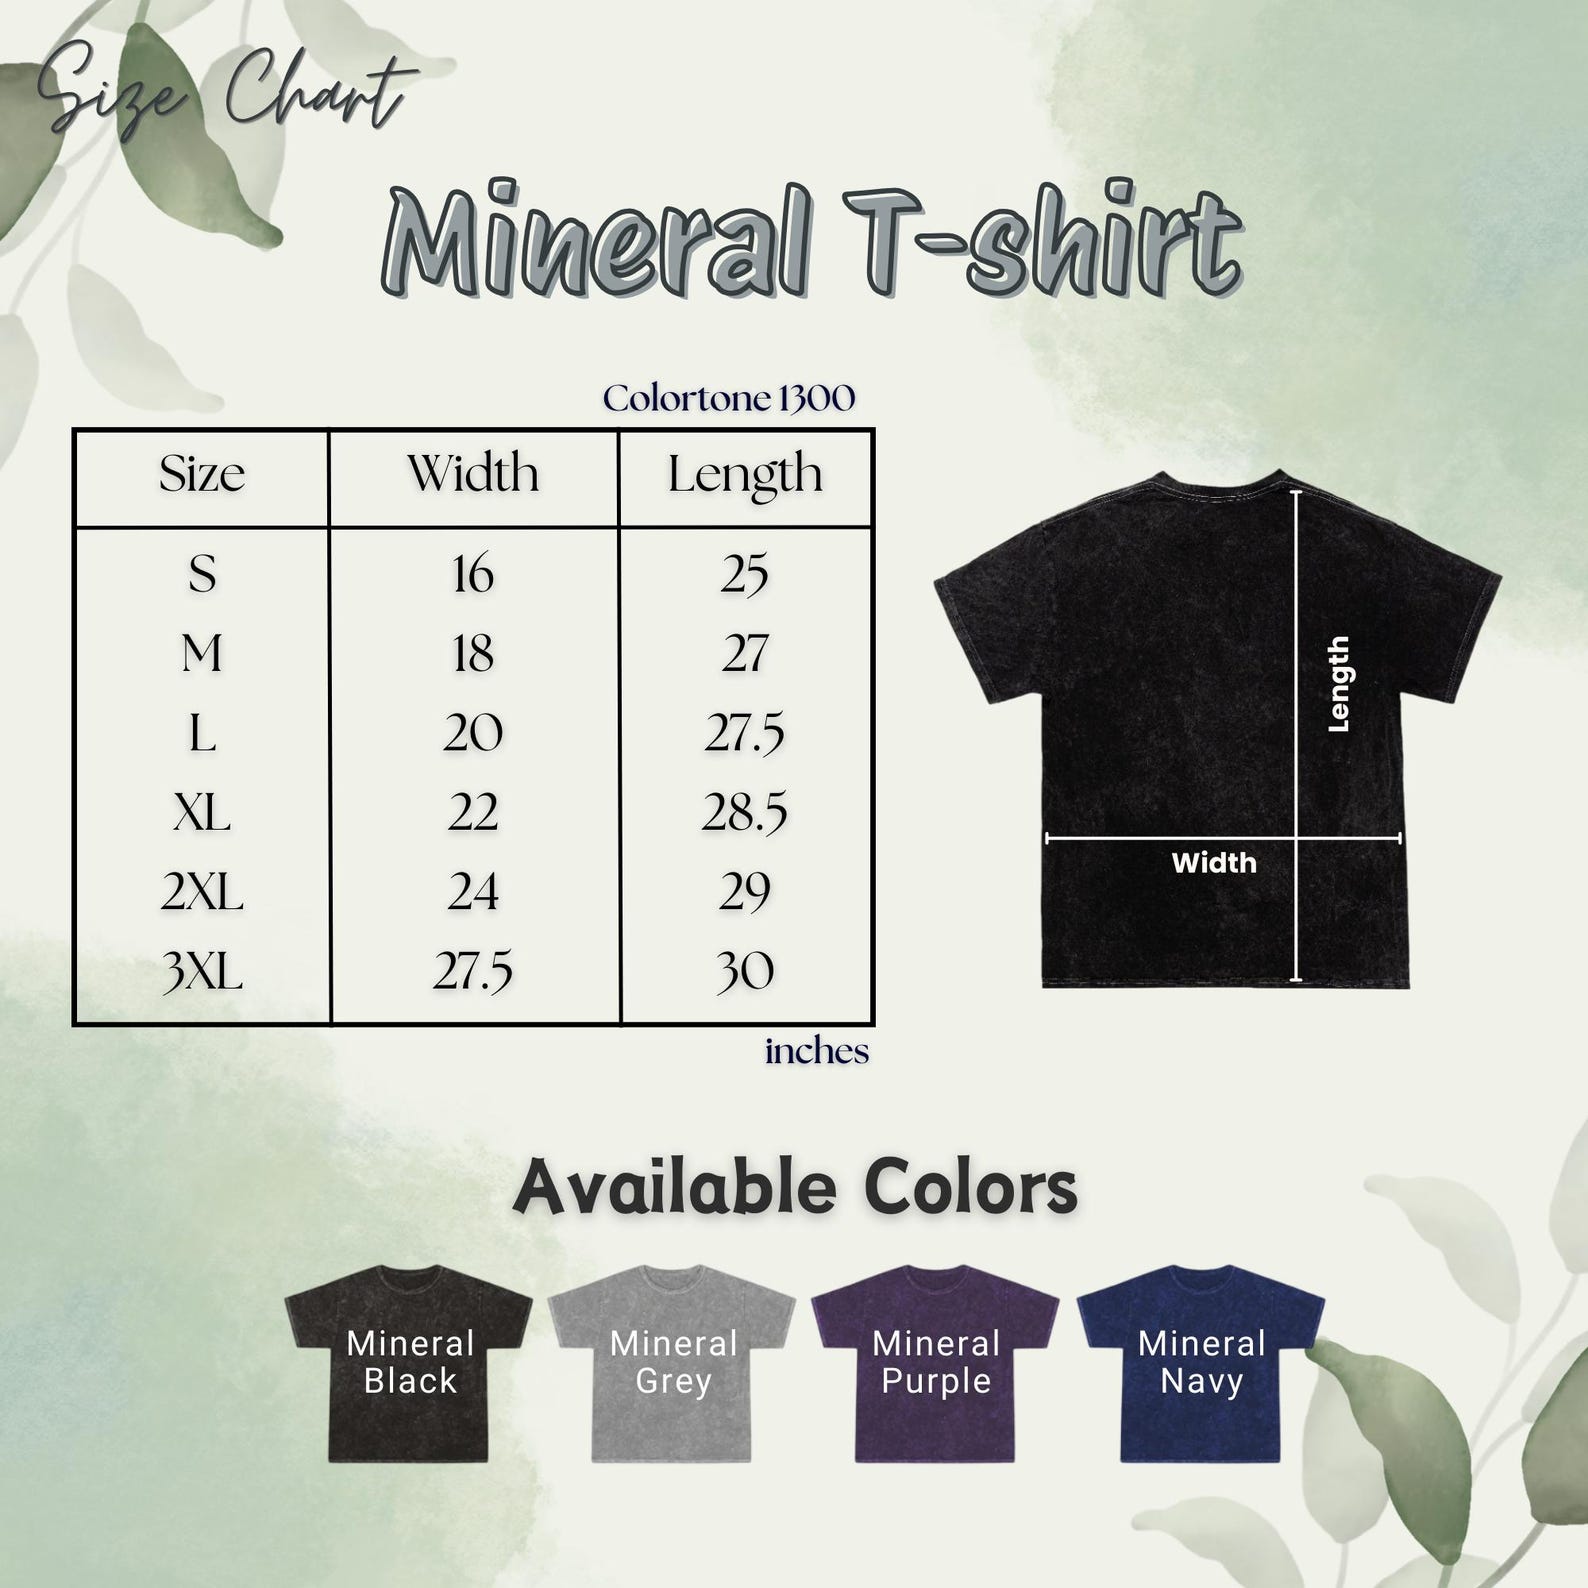 Size Chart
Mineral T-shirt
Colortone 1300
Size Width Length
S 16 25
M 18 27
L 20 27.5
XL 22 28.5
2XL 24 29
3XL 27.5 30
inches
Length
Width
Available Colors
Mineral
Black
Mineral
Grey
Mineral
Purple
Mineral
Navy